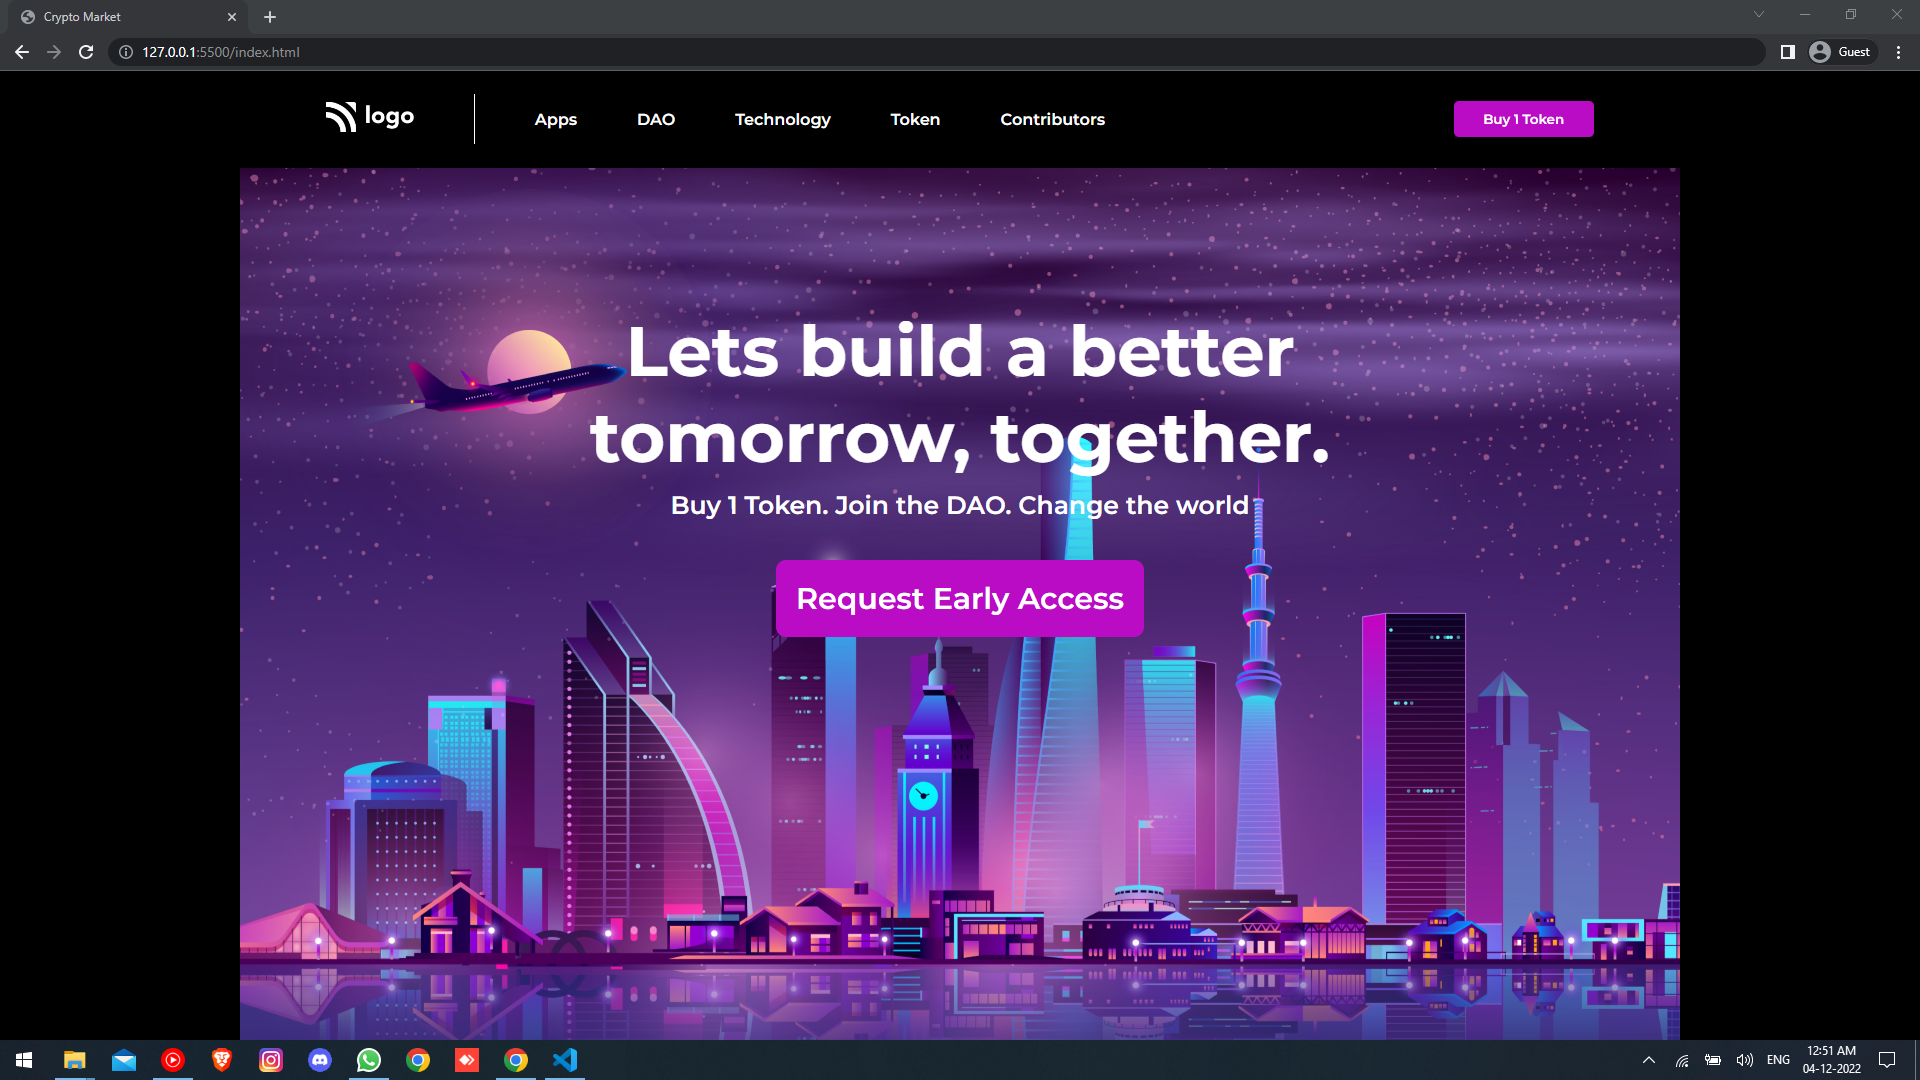 Crypto Market
127.0.0.1:5500/index.html
Guest
logo
Apps
DAO
Technology
Token
Contributors
Buy 1 Token
Lets build a better
tomorrow, together.
Buy 1 Token. Join the DAO. Change the world
Request Early Access
ENG
12:51 AM
04-12-2022